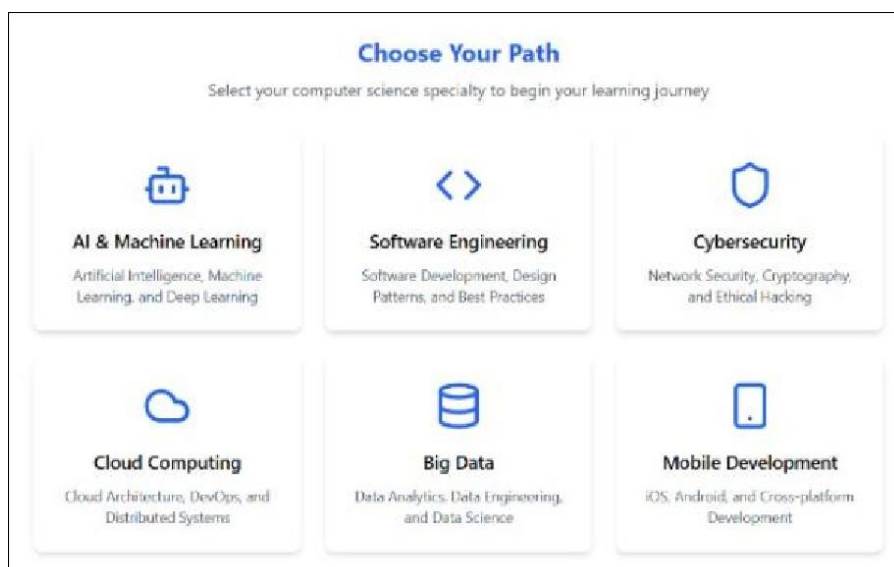 Choose Your Path
Select your computer science specialty to begin your learning journey
AI & Machine Learning
Artificial Intelligence, Machine
Learning, and Deep Learning
Software Engineering
Software Development, Design
Patterns, and Best Practices
Cybersecurity
Network Security, Cryptography,
and Ethical Hacking
Cloud Computing
Cloud Architecture, DevOps, and
Distributed Systems
Big Data
Data Analytics, Data Engineering,
and Data Science
Mobile Development
iOS, Android, and Cross-platform
Development